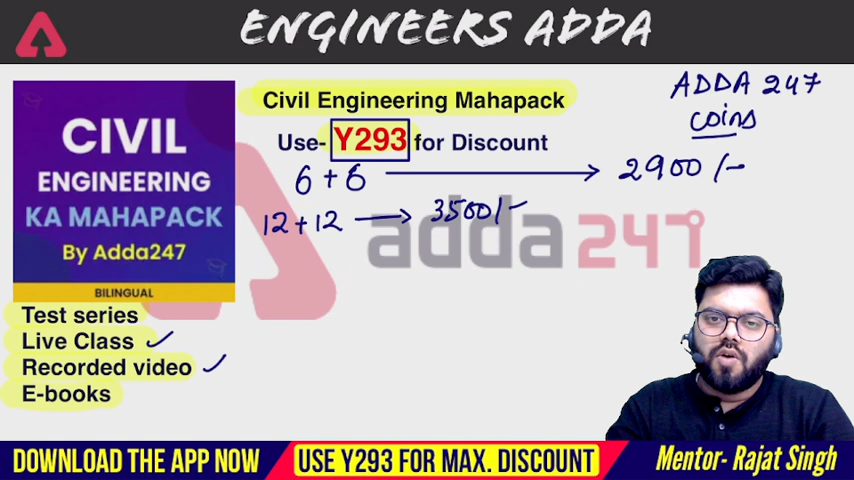 ENGINEERS ADDA
CIVIL
ENGINEERING
KA MAHAPACK
By Adda247
BILINGUAL
Civil Engineering Mahapack
Use- Y293 for Discount
ADDA 247
coins
6 + 6 → 2900/-
12 + 12 → 3500/-
adda247
Test series
Live Class ✓
Recorded video ✓
E-books
DOWNLOAD THE APP NOW
USE Y293 FOR MAX. DISCOUNT
Mentor- Rajat Singh